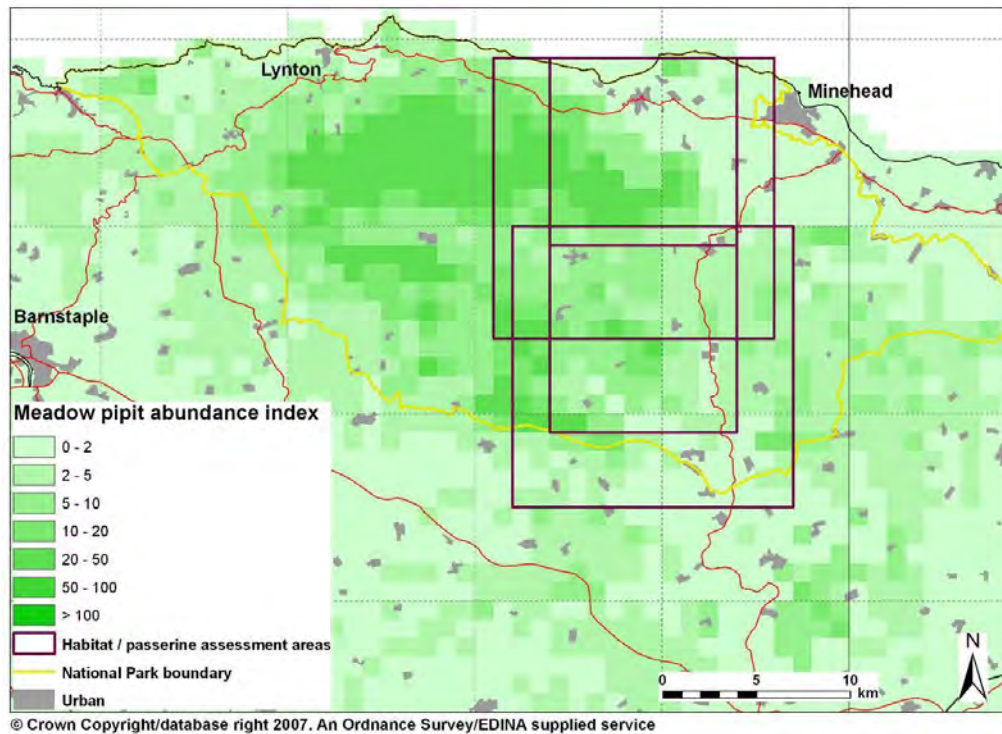 Lynton
Minehead
Barnstaple
Meadow pipit abundance index
0 - 2
2 - 5
5 - 10
10 - 20
20 - 50
50 - 100
> 100
Habitat / passerine assessment areas
National Park boundary
Urban
N
0 5 10
km
© Crown Copyright/database right 2007. An Ordnance Survey/EDINA supplied service